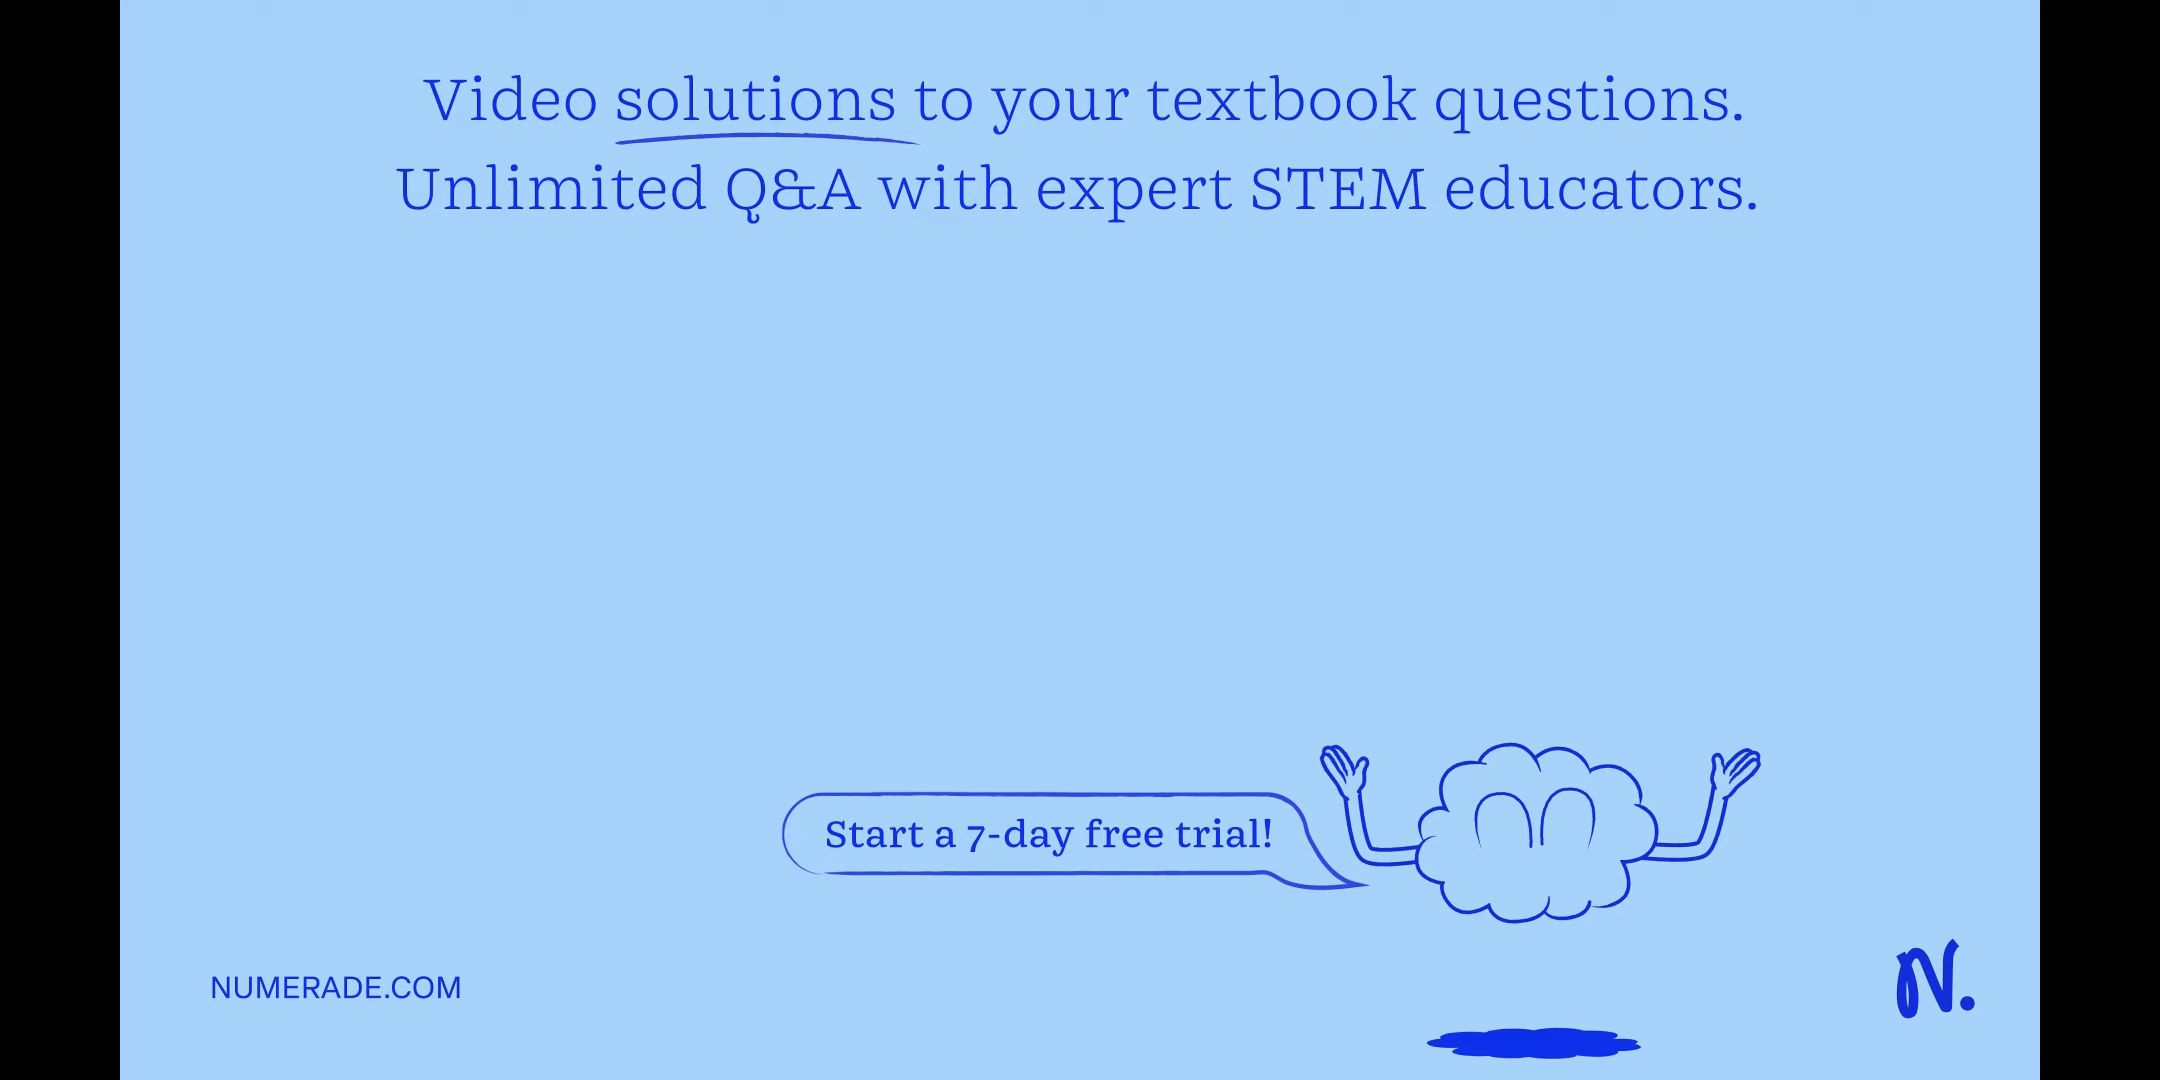 Video solutions to your textbook questions.
Unlimited Q&A with expert STEM educators.
Start a 7-day free trial!
NUMERADE.COM
N.